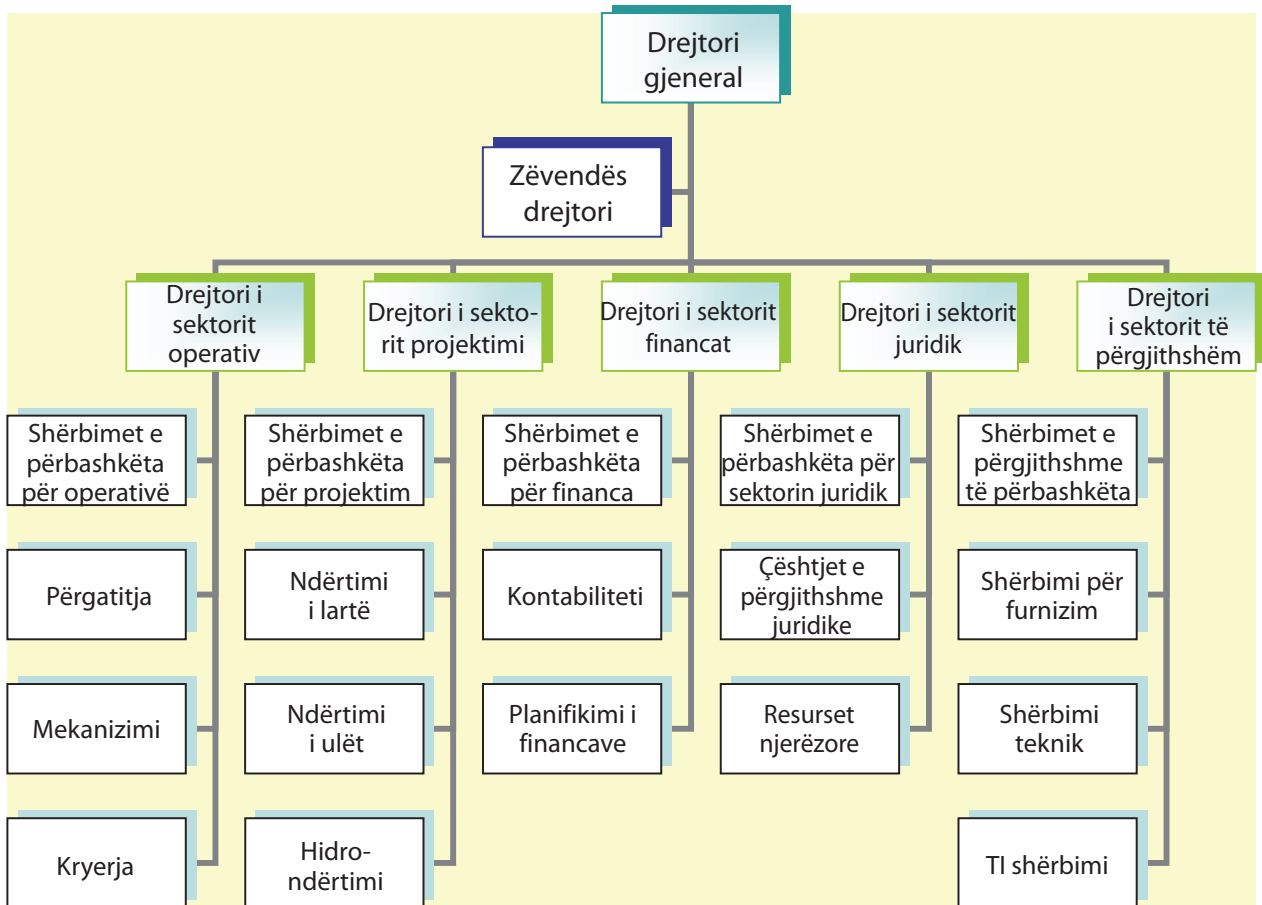 Drejtori
gjeneral
Zëvendës
drejtori
Drejtori i
sektorit
operativ
Drejtori i sekto-
rit projektimi
Drejtori i sektorit
financat
Drejtori i sektorit
juridik
Drejtori
i sektorit të
përgjithshëm
Shërbimet e
përbashkëta
për operativë
Shërbimet e
përbashkëta
për projektim
Shërbimet e
përbashkëta
për financa
Shërbimet e
përbashkëta për
sektorin juridik
Shërbimet e
përgjithshme
të përbashkëta
Përgatitja
Ndërtimi
i lartë
Kontabiliteti
Çështjet e
përgjithshme
juridike
Shërbimi për
furnizim
Mekanizimi
Ndërtimi
i ulët
Planifikimi i
financave
Resurset
njerëzore
Shërbimi
teknik
Kryerja
Hidro-
ndërtimi
TI shërbimi